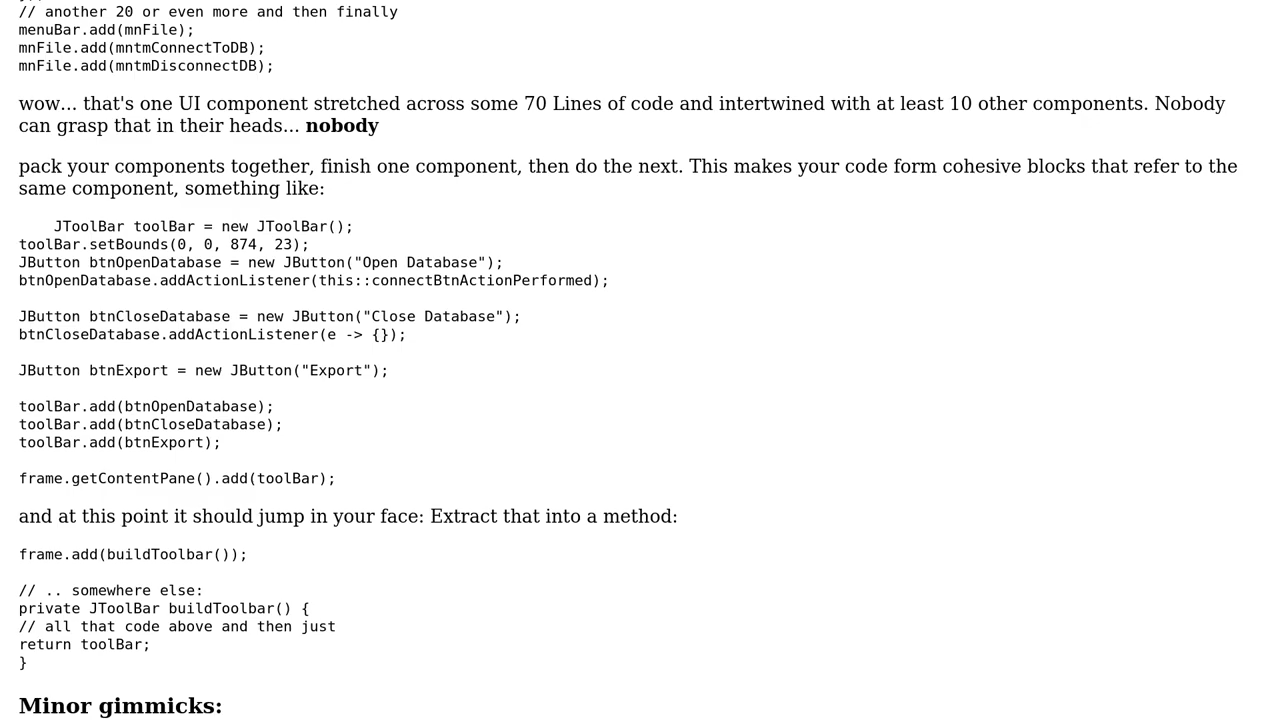 // another 20 or even more and then finally
menuBar.add(mnFile);
mnFile.add(mntmConnectToDB);
mnFile.add(mntmDisconnectDB);
wow... that's one UI component stretched across some 70 Lines of code and intertwined with at least 10 other components. Nobody
can grasp that in their heads... nobody
pack your components together, finish one component, then do the next. This makes your code form cohesive blocks that refer to the
same component, something like:
    JToolBar toolBar = new JToolBar();
toolBar.setBounds(0, 0, 874, 23);
JButton btnOpenDatabase = new JButton("Open Database");
btnOpenDatabase.addActionListener(this::connectBtnActionPerformed);
JButton btnCloseDatabase = new JButton("Close Database");
btnCloseDatabase.addActionListener(e -> {});
JButton btnExport = new JButton("Export");
toolBar.add(btnOpenDatabase);
toolBar.add(btnCloseDatabase);
toolBar.add(btnExport);
frame.getContentPane().add(toolBar);
and at this point it should jump in your face: Extract that into a method:
frame.add(buildToolbar());
// .. somewhere else:
private JToolBar buildToolbar() {
// all that code above and then just
return toolBar;
}
Minor gimmicks: